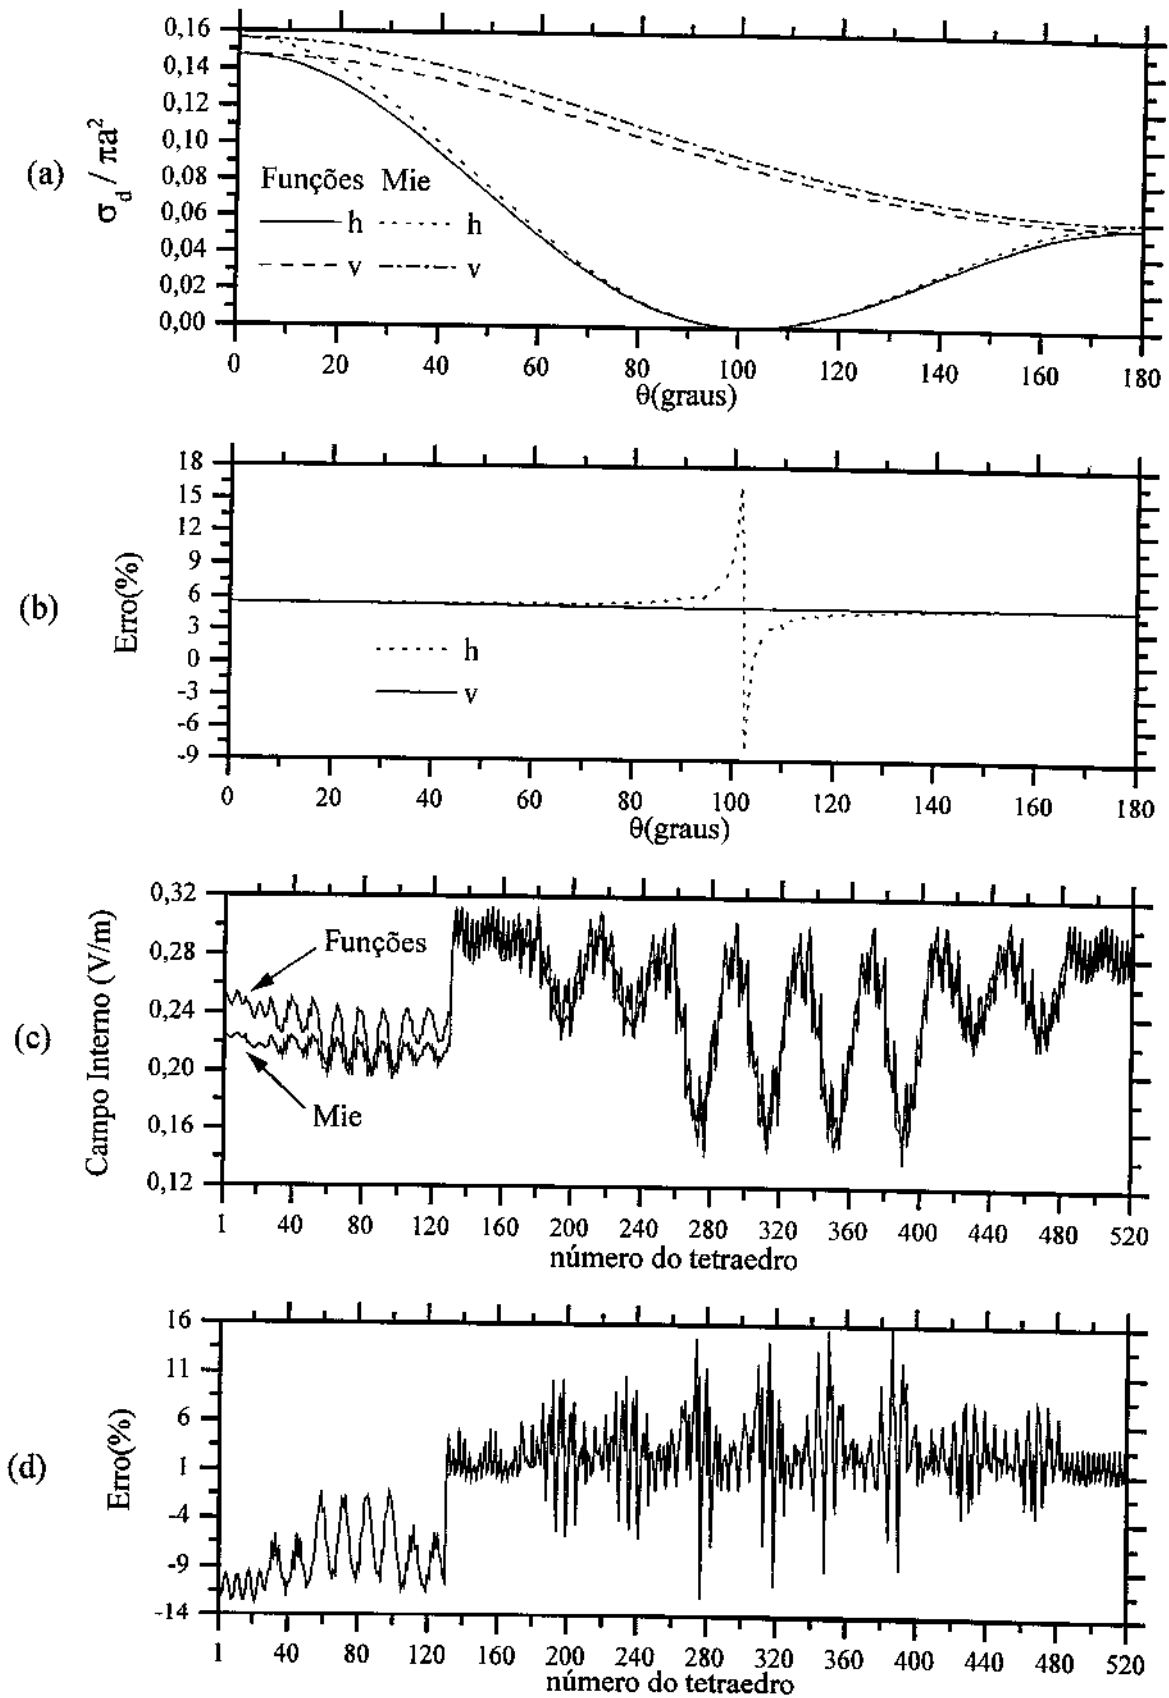 (a)
σd / πa²
0,16
0,14
0,12
0,10
0,08
0,06
0,04
0,02
0,00
Funções Mie
h h
v v
0 20 40 60 80 100 120 140 160 180
θ(graus)
(b)
Erro(%)
18
15
12
9
6
3
0
-3
-6
-9
h
v
0 20 40 60 80 100 120 140 160 180
θ(graus)
(c)
Campo Interno (V/m)
0,32
0,28
0,24
0,20
0,16
0,12
Funções
Mie
1 40 80 120 160 200 240 280 320 360 400 440 480 520
número do tetraedro
(d)
Erro(%)
16
11
6
1
-4
-9
-14
1 40 80 120 160 200 240 280 320 360 400 440 480 520
número do tetraedro